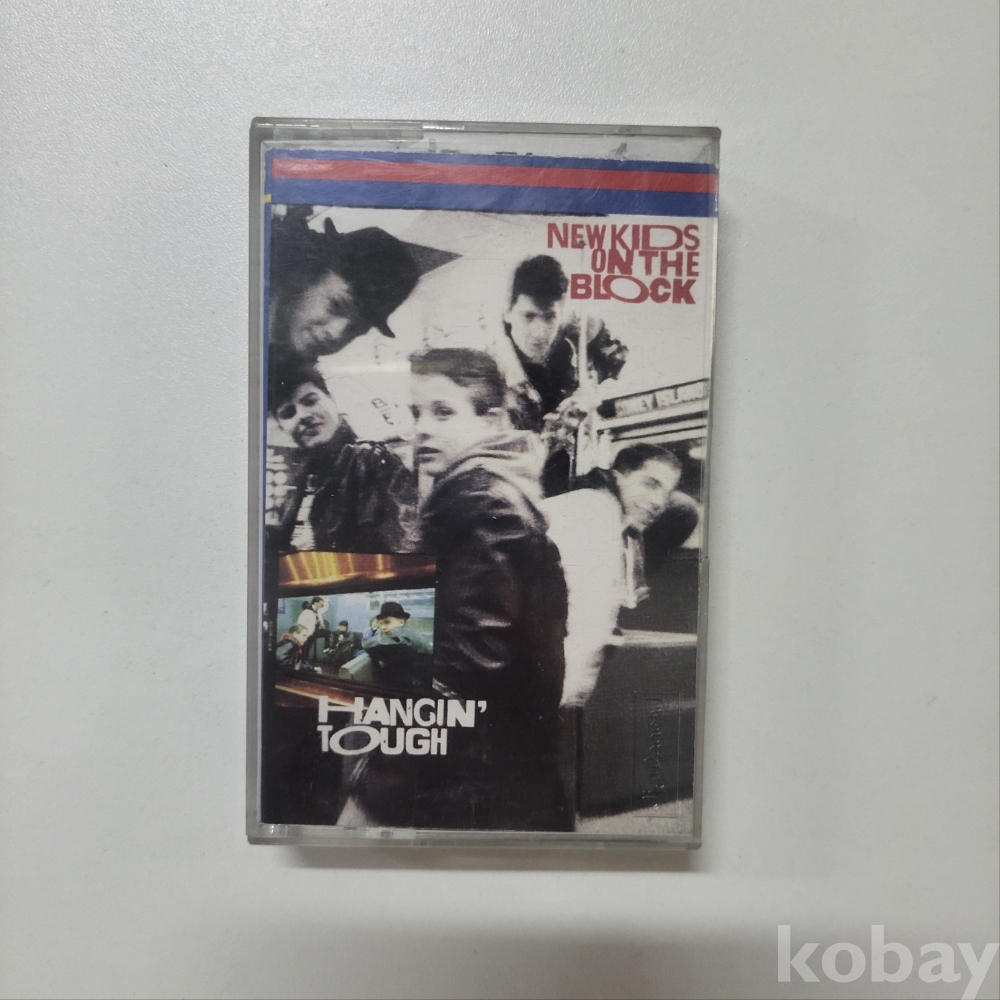 NEW KIDS
ON THE
BLOCK
HANGIN'
TOUGH
kobay